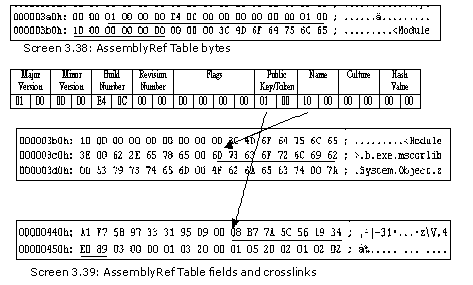 000003a0h: 00 00 01 00 00 00 E4 0C 00 00 00 00 00 00 01 00 ; ......ä.........
000003b0h: 10 00 00 00 00 00 00 00 00 00 3C 4D 6F 64 75 6C 65 ; .........<Module
Screen 3.38: AssemblyRef Table bytes
Major Version Minor Version Build Number Revision Number Flags Public Key/Token Name Culture Hash Value
01 00 00 00 E4 0C 00 00 00 00 00 00 01 00 10 00 00 00 00 00
000003b0h: 10 00 00 00 00 00 00 00 00 3C 4D 6F 64 75 6C 65 ; .........<Module
000003c0h: 3E 00 62 2E 65 78 65 00 6D 73 63 6F 72 6C 69 62 ; >.b.exe.mscorlib
000003d0h: 00 53 79 73 74 65 6D 00 4F 62 6A 65 63 74 00 7A ; .System.Object.z
00000440h: A1 F7 5B 97 33 31 95 09 00 08 B7 7A 5C 56 19 34
00000450h: E0 89 03 00 00 01 03 20 00 01 05 20 02 01 02 02
Screen 3.39: AssemblyRef Table fields and crosslinks